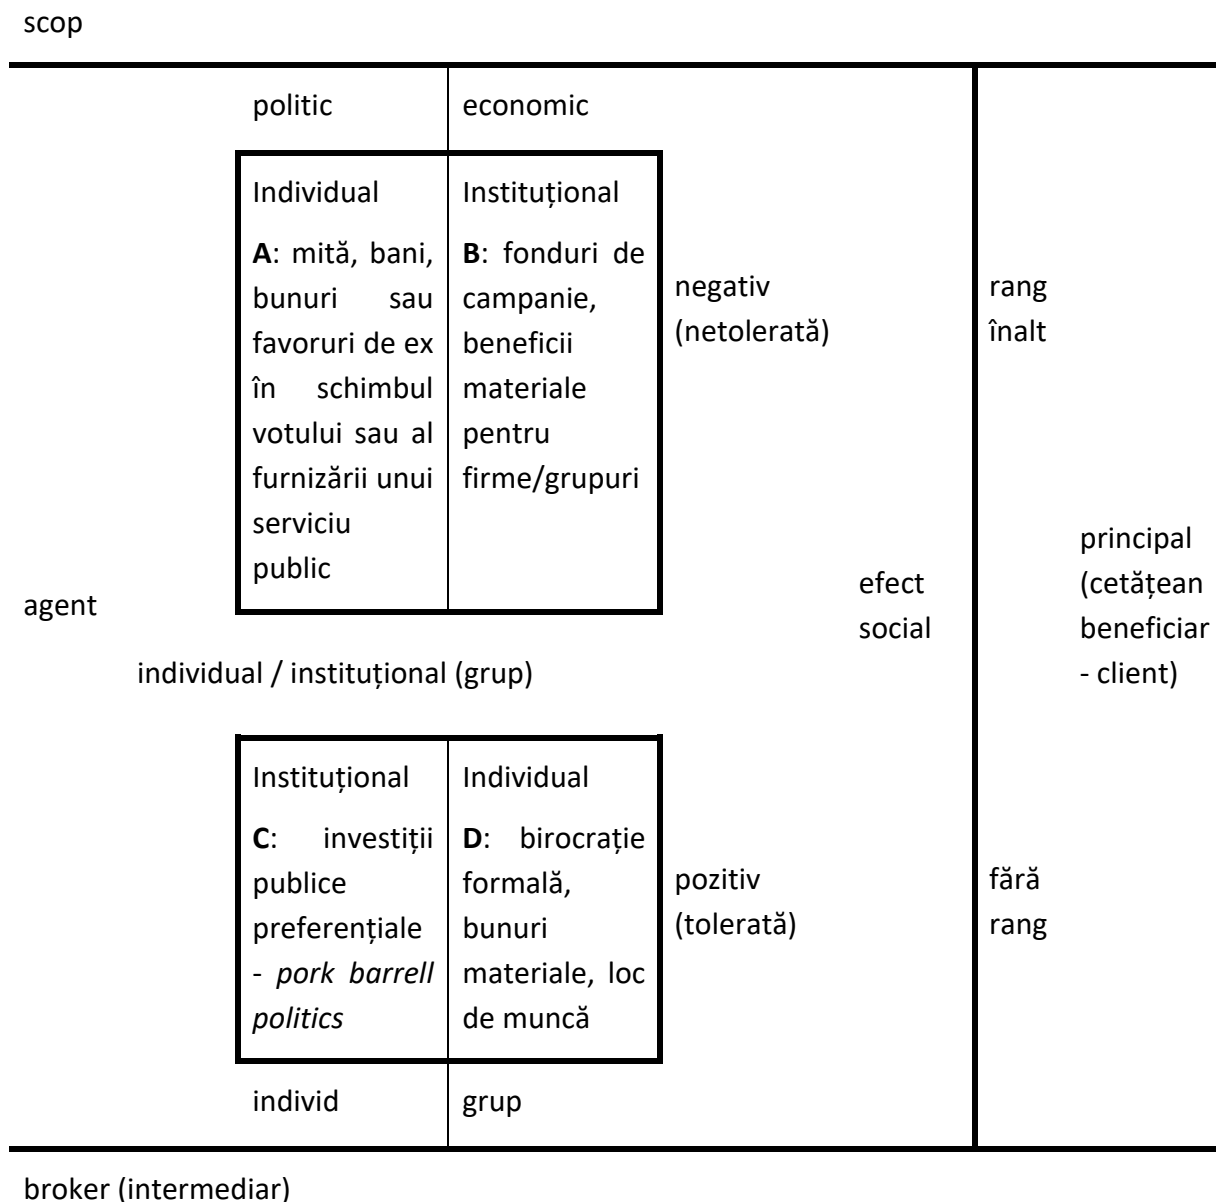 scop
politic
economic
Individual
A: mită, bani,
bunuri sau
favoruri de ex
în schimbul
votului sau al
furnizării unui
serviciu
public
Instituțional
B: fonduri de
campanie,
beneficii
materiale
pentru
firme/grupuri
negativ
(netolerată)
rang
înalt
agent
individual / instituțional (grup)
efect
social
principal
(cetățean
beneficiar
- client)
Instituțional
C: investiții
publice
preferențiale
- pork barrell
politics
Individual
D: birocrație
formală,
bunuri
materiale, loc
de muncă
pozitiv
(tolerată)
fără
rang
individ
grup
broker (intermediar)